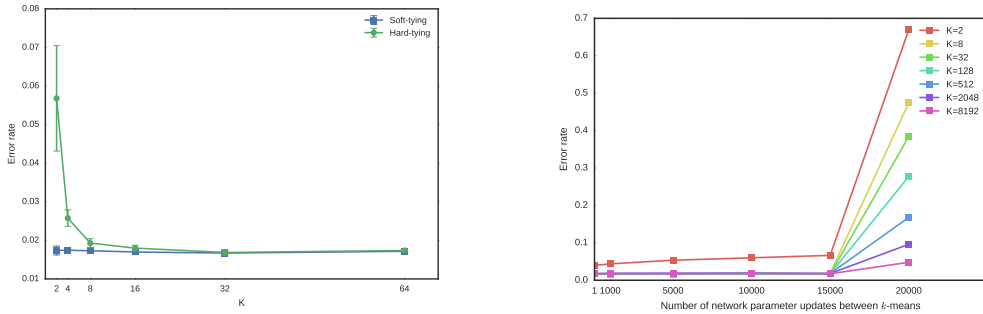 0.08
0.07
0.06
0.05
0.04
0.03
0.02
0.01
Error rate
2 4 8 16 32 64
K
Soft-tying
Hard-tying
0.7
0.6
0.5
0.4
0.3
0.2
0.1
0.0
Error rate
1 1000 5000 10000 15000 20000
Number of network parameter updates between k-means
K=2
K=8
K=32
K=128
K=512
K=2048
K=8192